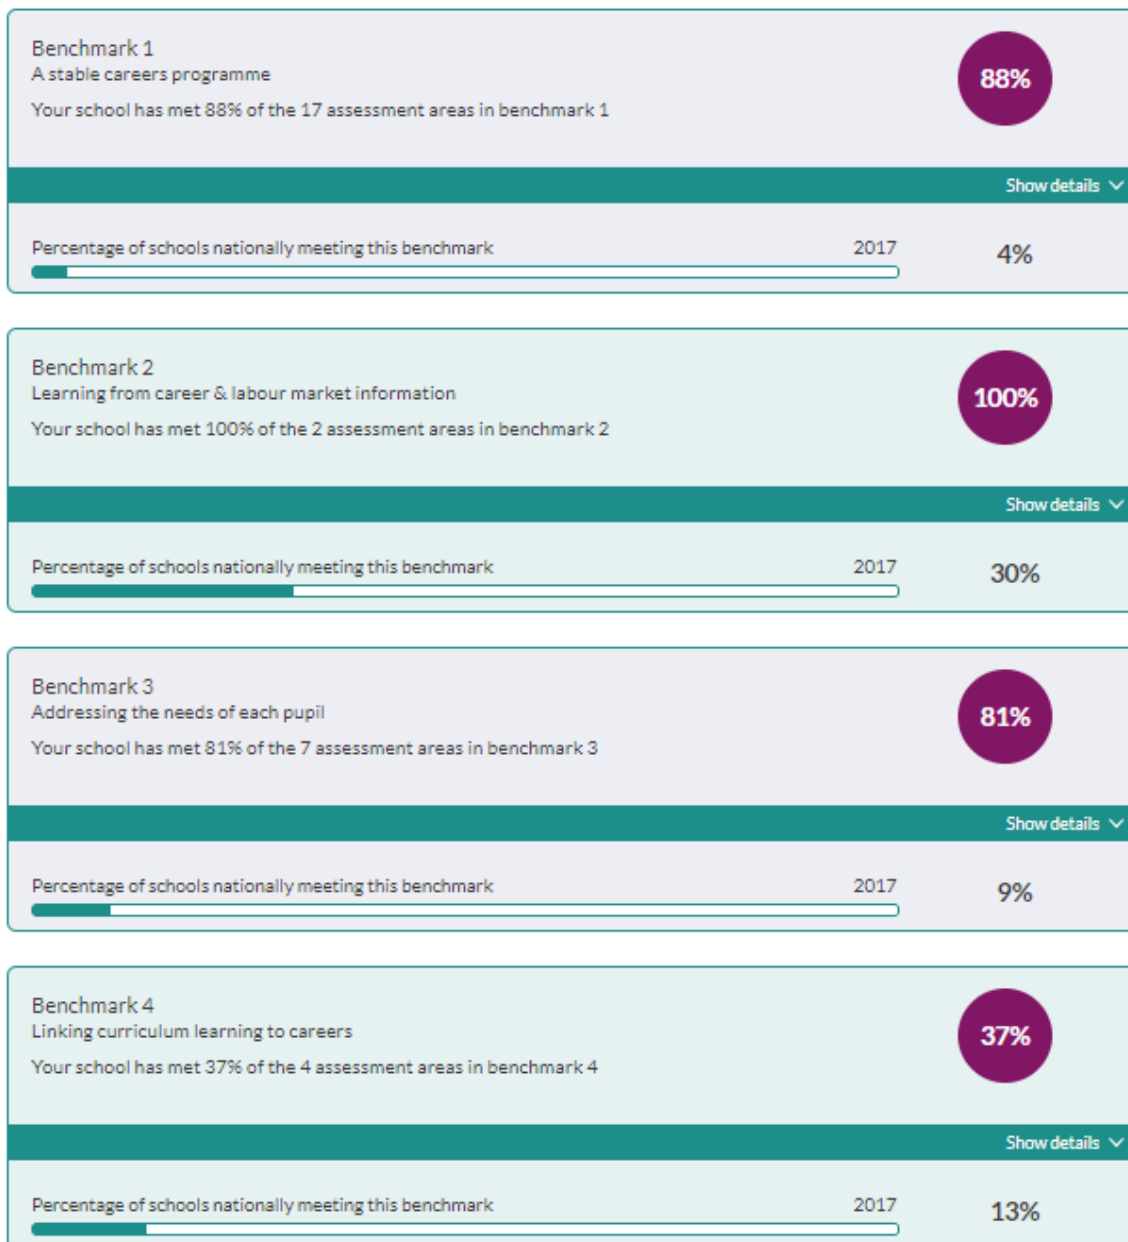 Benchmark 1
A stable careers programme
88%
Your school has met 88% of the 17 assessment areas in benchmark 1
Show details
Percentage of schools nationally meeting this benchmark 2017 4%
Benchmark 2
Learning from career & labour market information
100%
Your school has met 100% of the 2 assessment areas in benchmark 2
Show details
Percentage of schools nationally meeting this benchmark 2017 30%
Benchmark 3
Addressing the needs of each pupil
81%
Your school has met 81% of the 7 assessment areas in benchmark 3
Show details
Percentage of schools nationally meeting this benchmark 2017 9%
Benchmark 4
Linking curriculum learning to careers
37%
Your school has met 37% of the 4 assessment areas in benchmark 4
Show details
Percentage of schools nationally meeting this benchmark 2017 13%